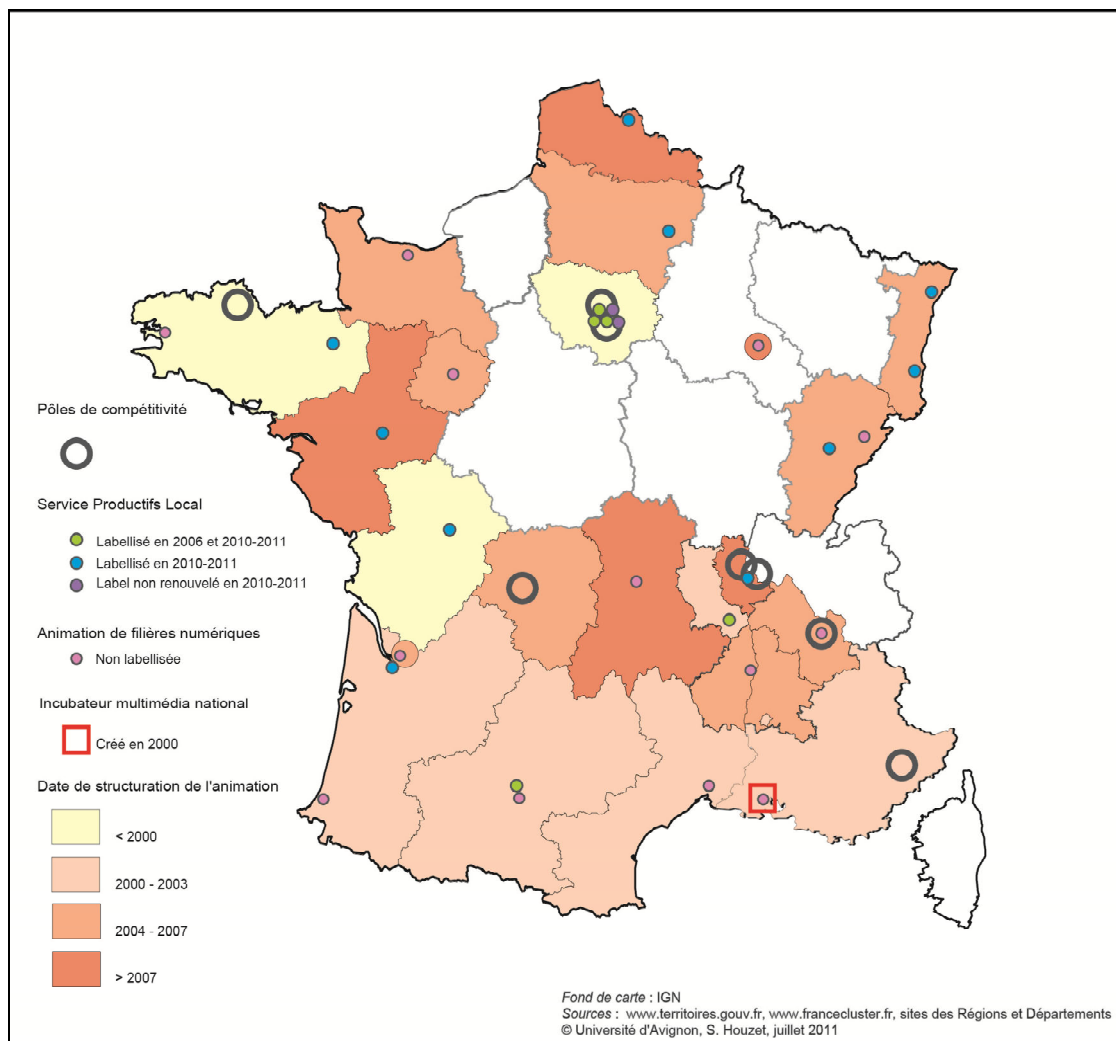 Pôles de compétitivité
Service Productifs Local
Labellisé en 2006 et 2010-2011
Labellisé en 2010-2011
Label non renouvelé en 2010-2011
Animation de filières numériques
Non labellisée
Incubateur multimédia national
Créé en 2000
Date de structuration de l'animation
< 2000
2000 - 2003
2004 - 2007
> 2007
Fond de carte : IGN
Sources : www.territoires.gouv.fr, www.francecluster.fr, sites des Régions et Départements
© Université d'Avignon, S. Houzet, juillet 2011